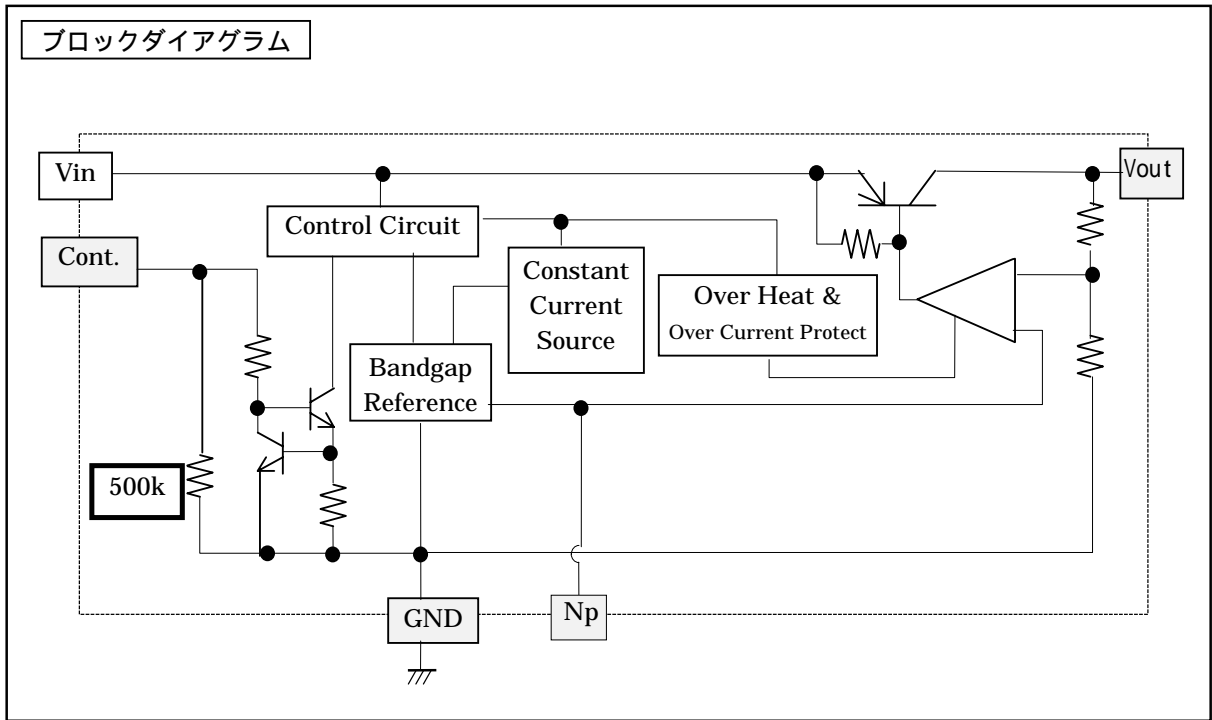 ブロックダイアグラム
Vin
Vout
Control Circuit
Cont.
Constant
Current
Source
Over Heat &
Over Current Protect
Bandgap
Reference
500k
GND
Np